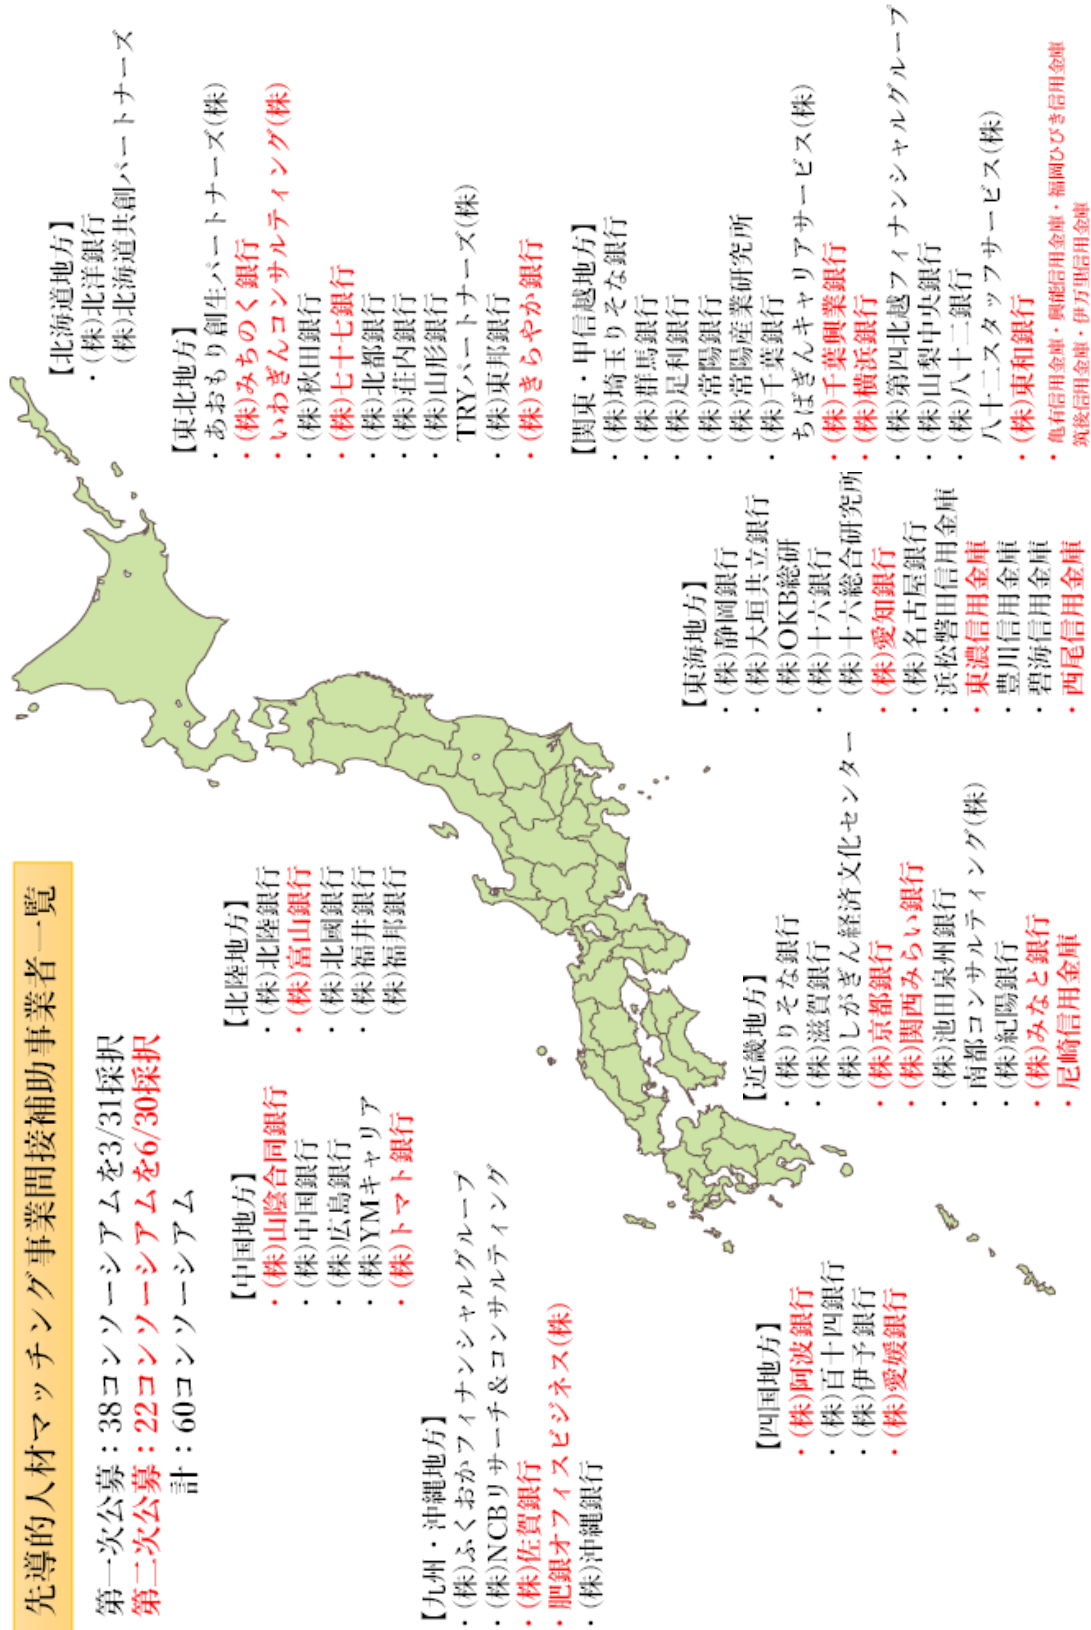 先導的人材マッチング事業間接補助事業者一覧
第一次公募：38コンソーシアムを3/31採択
第二次公募：22コンソーシアムを6/30採択
計：60コンソーシアム
【北海道地方】
・(株)北洋銀行
(株)北海道共創パートナーズ
【東北地方】
・あおもり創生パートナーズ(株)
・(株)みちのく銀行
・いわぎんコンサルティング(株)
・(株)秋田銀行
・(株)七十七銀行
・(株)北都銀行
・(株)荘内銀行
・(株)山形銀行
TRYパートナーズ(株)
・(株)東邦銀行
・(株)きらやか銀行
【関東・甲信越地方】
・(株)埼玉りそな銀行
・(株)群馬銀行
・(株)足利銀行
・(株)常陽銀行
(株)常陽産業研究所
・(株)千葉銀行
ちばぎんキャリアサービス(株)
・(株)千葉興業銀行
・(株)横浜銀行
・(株)第四北越フィナンシャルグループ
・(株)山梨中央銀行
・(株)八十二銀行
八十二スタッフサービス(株)
・(株)東和銀行
・亀有信用金庫・興能信用金庫・福岡ひびき信用金庫
筑後信用金庫・伊万里信用金庫
【北陸地方】
・(株)北陸銀行
・(株)富山銀行
・(株)北國銀行
・(株)福井銀行
(株)福邦銀行
【東海地方】
・(株)静岡銀行
・(株)大垣共立銀行
(株)OKB総研
・(株)十六銀行
(株)十六総合研究所
・(株)愛知銀行
・(株)名古屋銀行
・浜松磐田信用金庫
・東濃信用金庫
・豊川信用金庫
・碧海信用金庫
・西尾信用金庫
【中国地方】
・(株)山陰合同銀行
・(株)中国銀行
・(株)広島銀行
・(株)YMキャリア
・(株)トマト銀行
【近畿地方】
・(株)りそな銀行
・(株)滋賀銀行
(株)しがぎん経済文化センター
・(株)京都銀行
・(株)関西みらい銀行
・(株)池田泉州銀行
・南都コンサルティング(株)
・(株)紀陽銀行
・(株)みなと銀行
・尼崎信用金庫
【九州・沖縄地方】
・(株)ふくおかフィナンシャルグループ
・(株)NCBリサーチ＆コンサルティング
・(株)佐賀銀行
・肥銀オフィスビジネス(株)
・(株)沖縄銀行
【四国地方】
・(株)阿波銀行
・(株)百十四銀行
・(株)伊予銀行
・(株)愛媛銀行